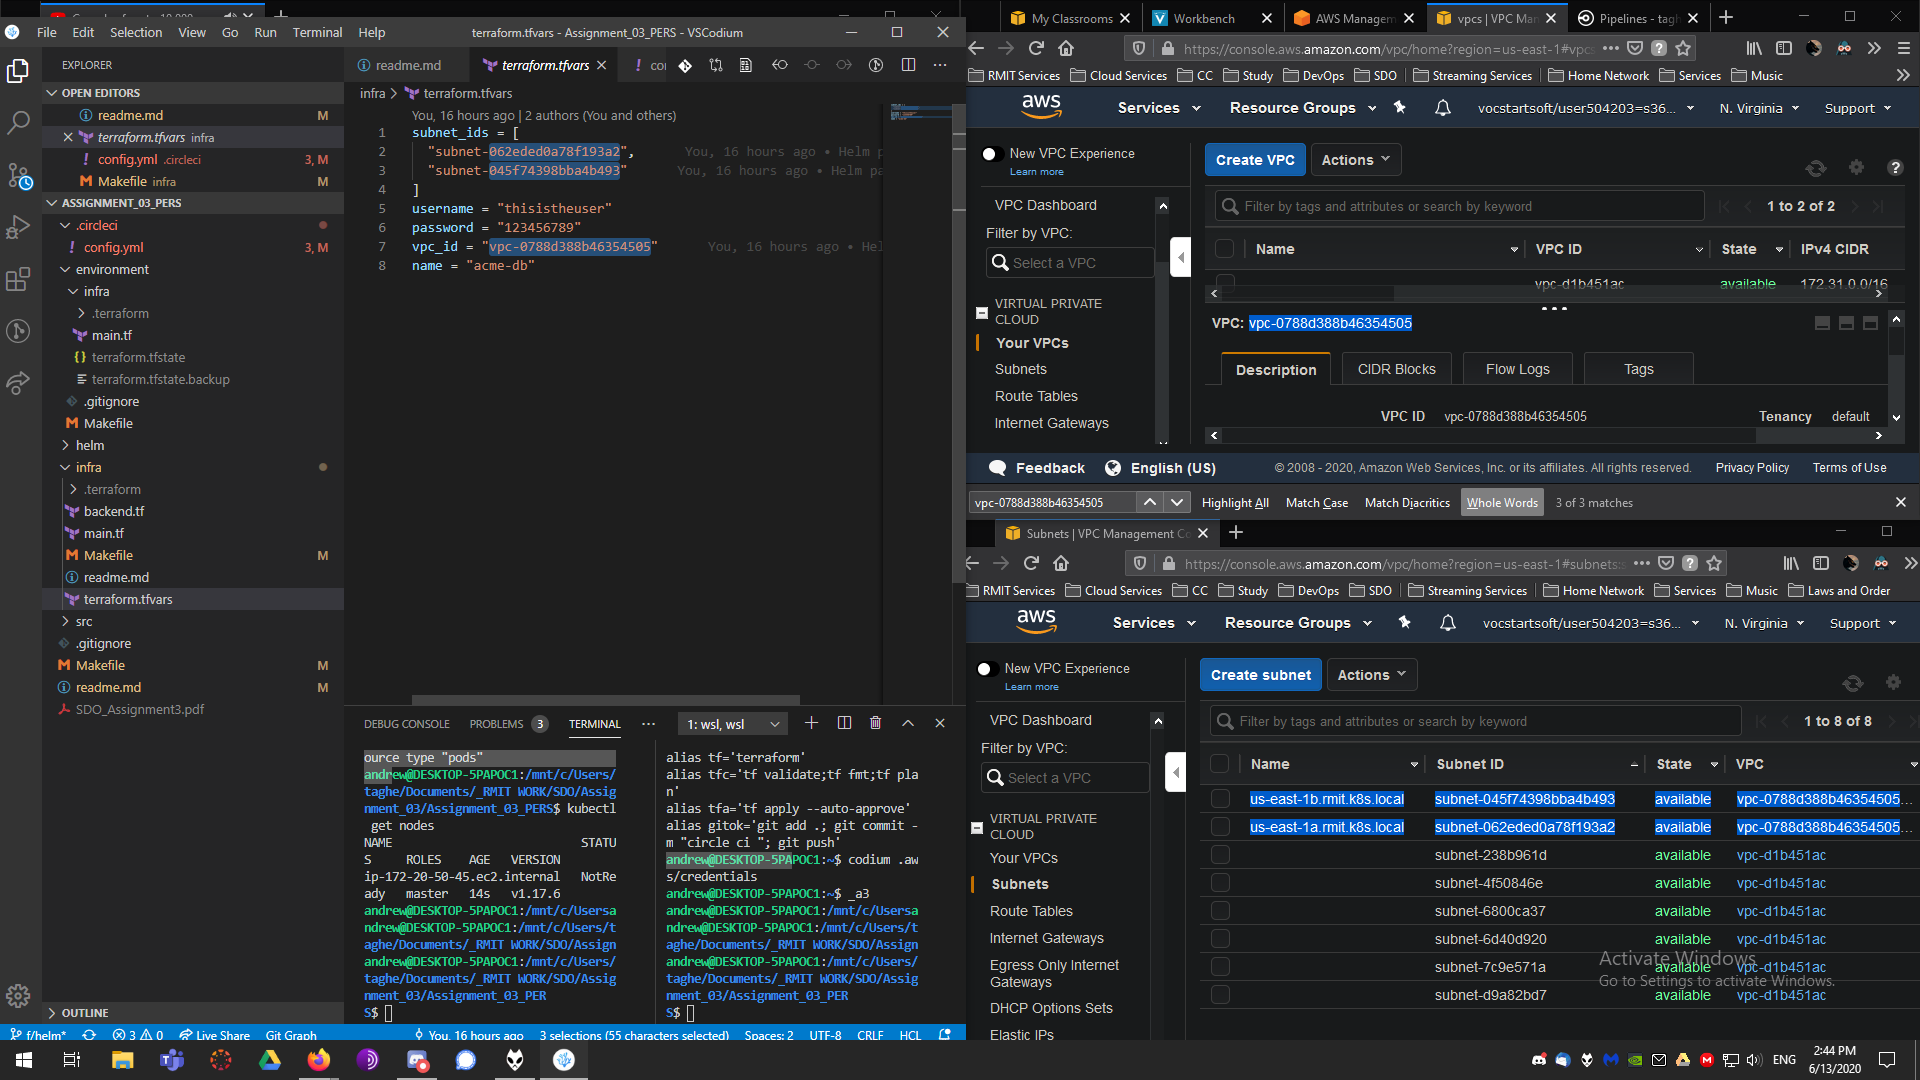 File Edit Selection View Go Run Terminal Help
terraform.tfvars - Assignment_03_PERS - VSCodium
EXPLORER
OPEN EDITORS
readme.md M
terraform.tfvars infra
config.yml .circleci 3, M
Makefile infra M
ASSIGNMENT_03_PERS
.circleci
config.yml 3, M
environment
infra
.terraform
main.tf
terraform.tfstate
terraform.tfstate.backup
.gitignore
Makefile
helm
infra
.terraform
backend.tf
main.tf
Makefile M
readme.md
terraform.tfvars
src
.gitignore
Makefile M
readme.md M
SDO_Assignment3.pdf
OUTLINE
readme.md
terraform.tfvars
infra > terraform.tfvars
You, 16 hours ago | 2 authors (You and others)
1 subnet_ids = [
2 "subnet-062eded0a78f193a2", You, 16 hours ago • Helm p
3 "subnet-045f74398bba4b493" You, 16 hours ago • Helm pa
4 ]
5 username = "thisistheuser"
6 password = "123456789"
7 vpc_id = "vpc-0788d388b46354505" You, 16 hours ago • Hel
8 name = "acme-db"
DEBUG CONSOLE PROBLEMS 3 TERMINAL ··· 1: wsl, wsl
ource type "pods"
andrew@DESKTOP-5PAPOC1:/mnt/c/Users/
taghe/Documents/_RMIT WORK/SDO/Assig
nment_03/Assignment_03_PERS$ kubectl
get nodes
NAME STATU
S ROLES AGE VERSION
ip-172-20-50-45.ec2.internal NotRe
ady master 14s v1.17.6
andrew@DESKTOP-5PAPOC1:/mnt/c/Usersa
ndrew@DESKTOP-5PAPOC1:/mnt/c/Users/t
aghe/Documents/_RMIT WORK/SDO/Assign
andrew@DESKTOP-5PAPOC1:/mnt/c/Users/
taghe/Documents/_RMIT WORK/SDO/Assig
nment_03/Assignment_03_PER
S$
alias tf='terraform'
alias tfc='tf validate;tf fmt;tf pla
n'
alias tfa='tf apply --auto-approve'
alias gitok='git add .; git commit -
m "circle ci "; git push'
andrew@DESKTOP-5PAPOC1:~$ codium .aw
s/credentials
andrew@DESKTOP-5PAPOC1:~$ _a3
andrew@DESKTOP-5PAPOC1:/mnt/c/Usersa
ndrew@DESKTOP-5PAPOC1:/mnt/c/Users/t
aghe/Documents/_RMIT WORK/SDO/Assign
andrew@DESKTOP-5PAPOC1:/mnt/c/Users/
taghe/Documents/_RMIT WORK/SDO/Assig
nment_03/Assignment_03_PER
S$
f/helm* 3 0 Live Share Git Graph You, 16 hours ago 3 selections (55 characters selected) Spaces: 2 UTF-8 CRLF HCL
My Classrooms Workbench AWS Managem vpcs | VPC Man Pipelines - tagh
https://console.aws.amazon.com/vpc/home?region=us-east-1#vpcs
RMIT Services Cloud Services CC Study DevOps SDO Streaming Services Home Network Services Music
aws Services Resource Groups vocstartsoft/user504203=s36... N. Virginia Support
New VPC Experience
Learn more
VPC Dashboard
Filter by VPC:
Select a VPC
VIRTUAL PRIVATE
CLOUD
Your VPCs
Subnets
Route Tables
Internet Gateways
Create VPC Actions
Filter by tags and attributes or search by keyword 1 to 2 of 2
Name VPC ID State IPv4 CIDR
vpc-d1b451ac available 172.31.0.0/16
VPC: vpc-0788d388b46354505
Description CIDR Blocks Flow Logs Tags
VPC ID vpc-0788d388b46354505 Tenancy default
Feedback English (US) © 2008 - 2020, Amazon Web Services, Inc. or its affiliates. All rights reserved. Privacy Policy Terms of Use
vpc-0788d388b46354505 Highlight All Match Case Match Diacritics Whole Words 3 of 3 matches
Subnets | VPC Management Co
https://console.aws.amazon.com/vpc/home?region=us-east-1#subnets:
RMIT Services Cloud Services CC Study DevOps SDO Streaming Services Home Network Services Music Laws and Order
aws Services Resource Groups vocstartsoft/user504203=s36... N. Virginia Support
New VPC Experience
Learn more
VPC Dashboard
Filter by VPC:
Select a VPC
VIRTUAL PRIVATE
CLOUD
Your VPCs
Subnets
Route Tables
Internet Gateways
Egress Only Internet
Gateways
DHCP Options Sets
Elastic IPs
Create subnet Actions
Filter by tags and attributes or search by keyword 1 to 8 of 8
Name Subnet ID State VPC
us-east-1b.rmit.k8s.local subnet-045f74398bba4b493 available vpc-0788d388b46354505...
us-east-1a.rmit.k8s.local subnet-062eded0a78f193a2 available vpc-0788d388b46354505...
subnet-238b961d available vpc-d1b451ac
subnet-4f50846e available vpc-d1b451ac
subnet-6800ca37 available vpc-d1b451ac
subnet-6d40d920 available vpc-d1b451ac
subnet-7c9e571a available vpc-d1b451ac
subnet-d9a82bd7 available vpc-d1b451ac
Activate Windows
Go to Settings to activate Windows.
ENG
2:44 PM
6/13/2020